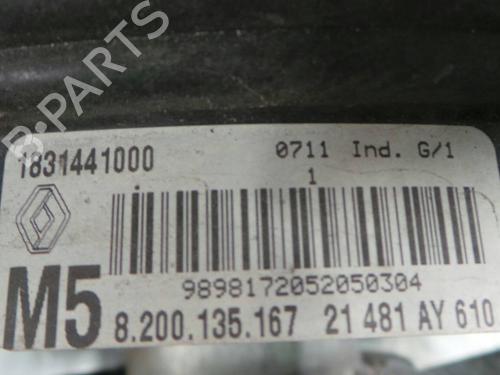 B-PARTS
1831441000 0711 Ind. G/1
1
9898172052050304
M5 8.200.135.167 21 481 AY 610